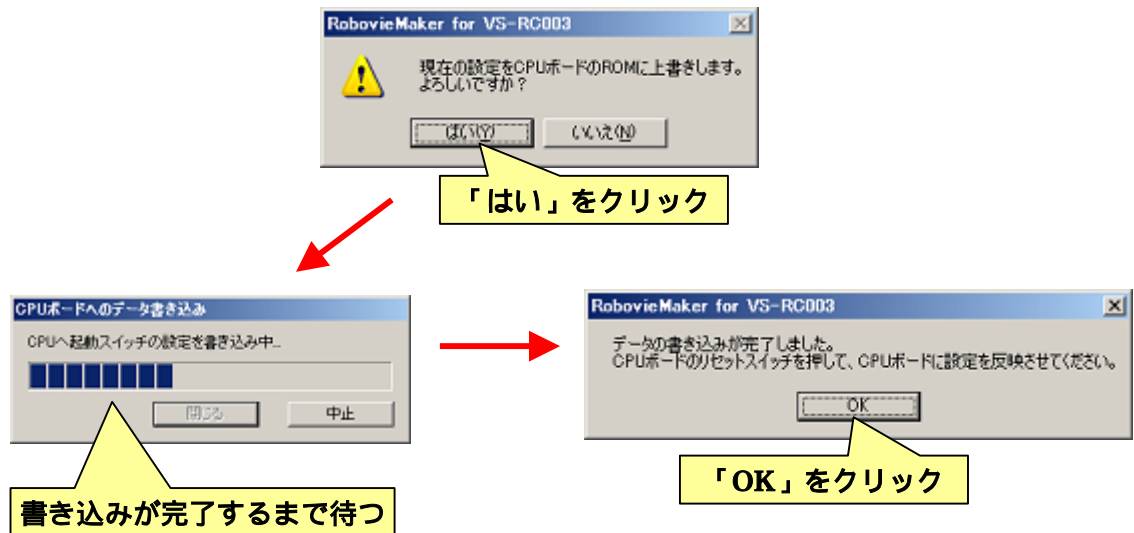 RobovieMaker for VS-RC003
現在の設定をCPUボードのROMに上書きします。
よろしいですか？
はい(Y)
いいえ(N)
「はい」をクリック
CPUボードへのデータ書き込み
CPUへ起動スイッチの設定を書き込み中...
閉じる
中止
書き込みが完了するまで待つ
RobovieMaker for VS-RC003
データの書き込みが完了しました。
CPUボードのリセットスイッチを押して、CPUボードに設定を反映させてください。
OK
「OK」をクリック